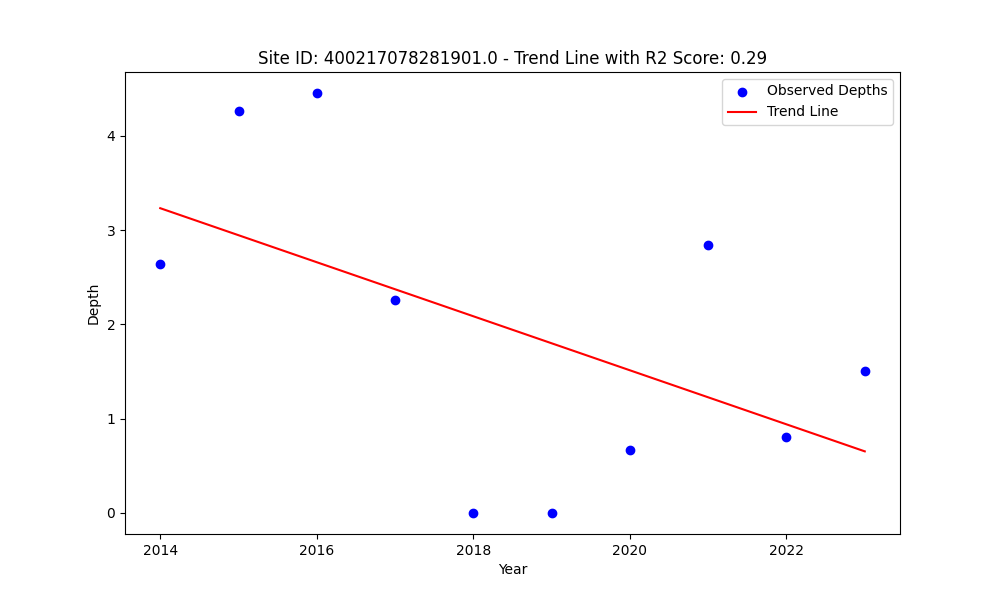 Site ID: 400217078281901.0 - Trend Line with R2 Score: 0.29
Observed Depths
Trend Line
4
3
2
1
0
Depth
2014
2016
2018
2020
2022
Year